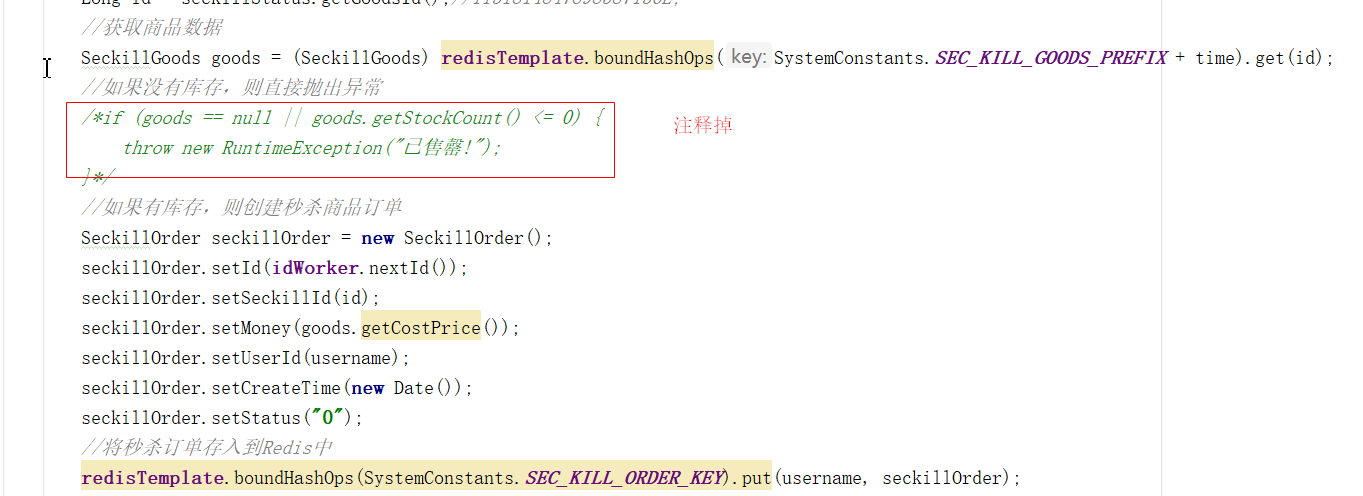 //获取商品数据
SeckillGoods goods = (SeckillGoods) redisTemplate.boundHashOps( key: SystemConstants.SEC_KILL_GOODS_PREFIX + time).get(id);
//如果没有库存，则直接抛出异常
/*if (goods == null || goods.getStockCount() <= 0) {
注释掉
throw new RuntimeException("已售罄!");
}*/
//如果有库存，则创建秒杀商品订单
SeckillOrder seckillOrder = new SeckillOrder();
seckillOrder.setId(idWorker.nextId());
seckillOrder.setSeckillId(id);
seckillOrder.setMoney(goods.getCostPrice());
seckillOrder.setUserId(username);
seckillOrder.setCreateTime(new Date());
seckillOrder.setStatus("0");
//将秒杀订单存入到Redis中
redisTemplate.boundHashOps(SystemConstants.SEC_KILL_ORDER_KEY).put(username, seckillOrder);